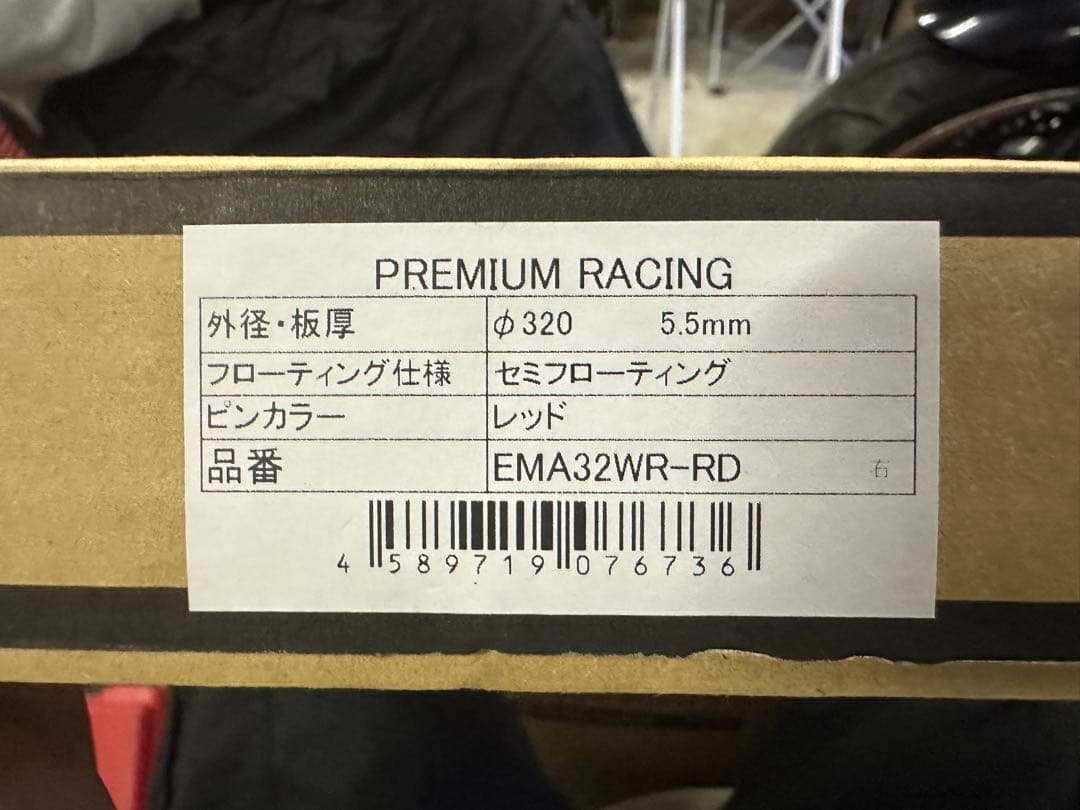 PREMIUM RACING
外径・板厚 φ320 5.5mm
フローティング仕様 セミフローティング
ピンカラー レッド
品番 EMA32WR-RD 右
4 589719 076736